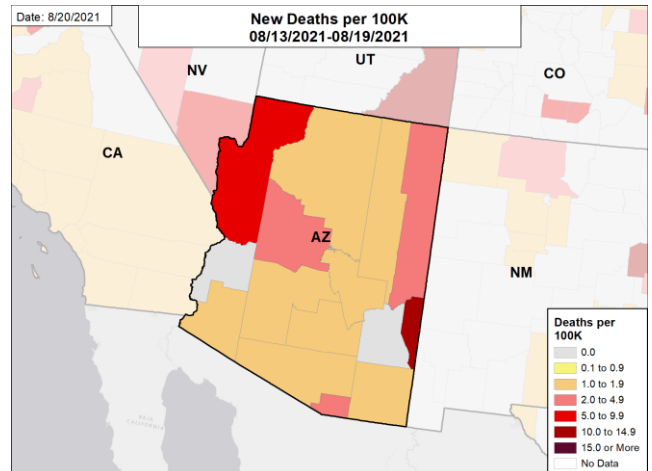 Date: 8/20/2021
New Deaths per 100K
08/13/2021-08/19/2021
UT
NV
CO
CA
AZ
NM
BAJA
CALIFORNIA
Deaths per
100K
0.0
0.1 to 0.9
1.0 to 1.9
2.0 to 4.9
5.0 to 9.9
10.0 to 14.9
15.0 or More
No Data